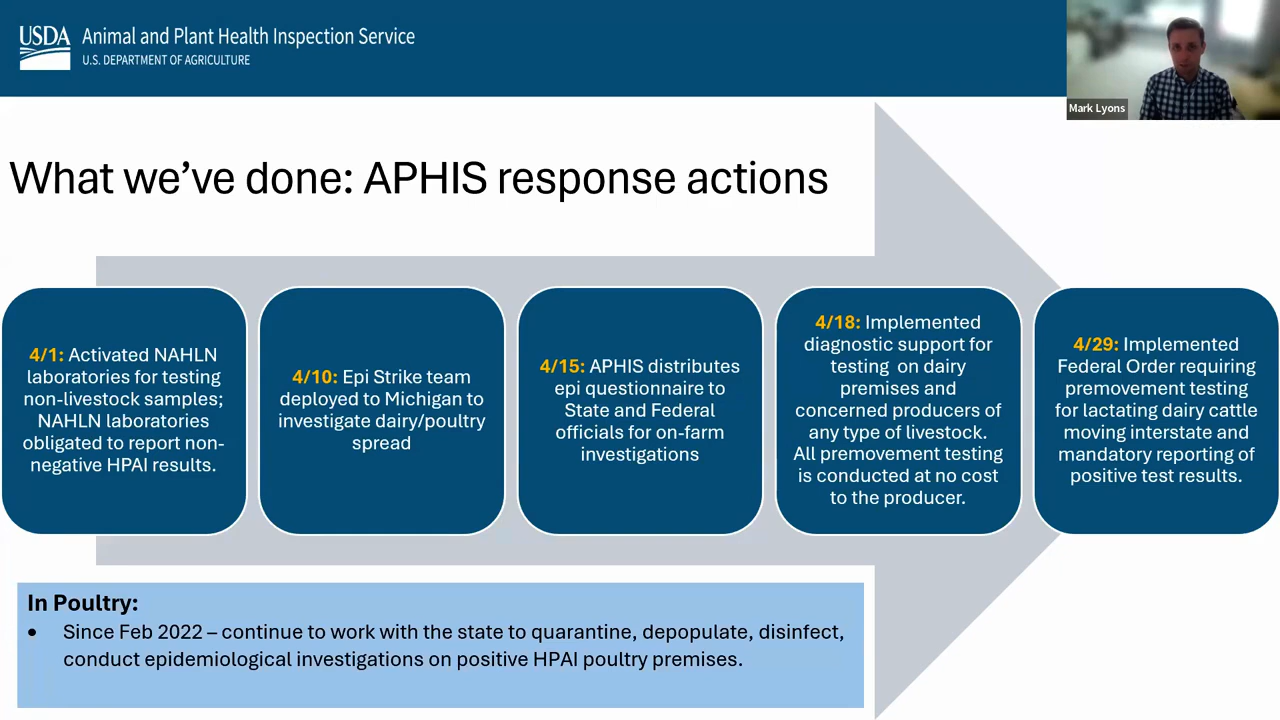 USDA
Animal and Plant Health Inspection Service
U.S. DEPARTMENT OF AGRICULTURE
Mark Lyons
What we’ve done: APHIS response actions
4/1: Activated NAHLN
laboratories for testing
non-livestock samples;
NAHLN laboratories
obligated to report non-
negative HPAI results.
4/10: Epi Strike team
deployed to Michigan to
investigate dairy/poultry
spread
4/15: APHIS distributes
epi questionnaire to
State and Federal
officials for on-farm
investigations
4/18: Implemented
diagnostic support for
testing on dairy
premises and
concerned producers of
any type of livestock.
All premovement testing
is conducted at no cost
to the producer.
4/29: Implemented
Federal Order requiring
premovement testing
for lactating dairy cattle
moving interstate and
mandatory reporting of
positive test results.
In Poultry:
• Since Feb 2022 – continue to work with the state to quarantine, depopulate, disinfect,
conduct epidemiological investigations on positive HPAI poultry premises.